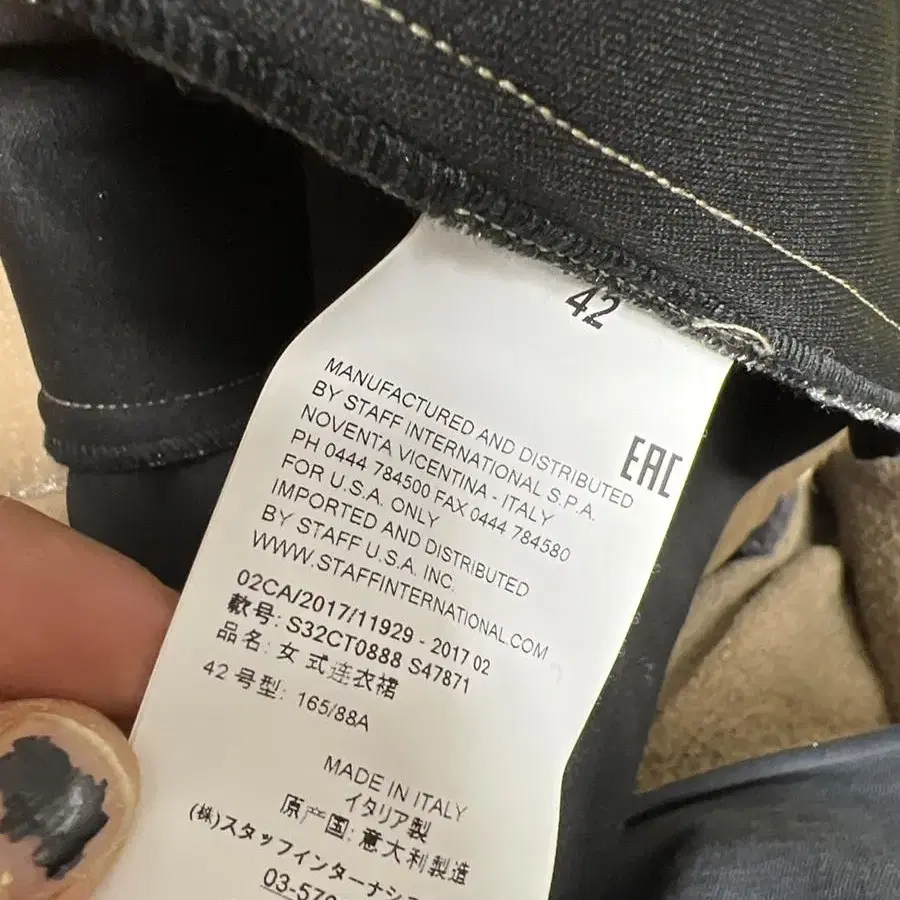 42
MANUFACTURED AND DISTRIBUTED
BY STAFF INTERNATIONAL S.P.A.
NOVENTA VICENTINA - ITALY
PH 0444 784500 FAX 0444 784580
FOR U.S.A. ONLY
IMPORTED AND DISTRIBUTED
BY STAFF U.S.A. INC.
WWW.STAFFINTERNATIONAL.COM
EAC
02CA/2017/11929 - 2017 02
款号: S32CT0888 S47871
品名: 女 式连衣裙
42 号型: 165/88A
MADE IN ITALY
イタリア製
原产国: 意大利製造
(株)スタッフインターナシ
03-570